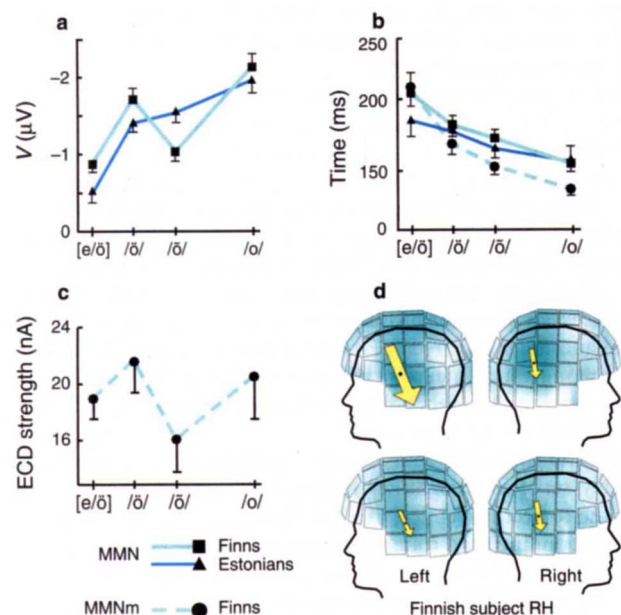 a
V (µV)
−2
−1
0
[e/ö]
/ö/
/õ/
/o/
b
Time (ms)
250
200
150
0
[e/ö]
/ö/
/õ/
/o/
c
ECD strength (nA)
24
20
16
[e/ö]
/ö/
/õ/
/o/
MMN
Finns
Estonians
MMNm
Finns
d
Left
Right
Finnish subject RH